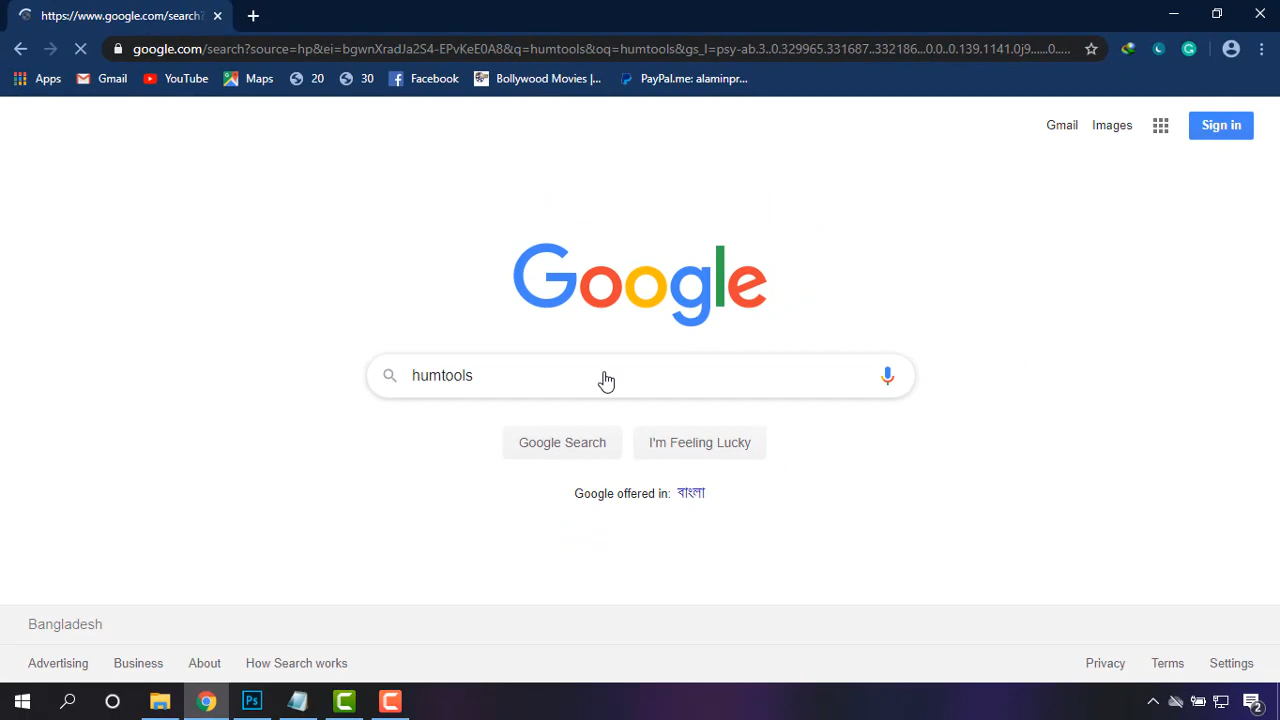 https://www.google.com/search?
google.com/search?source=hp&ei=bgwnXradJa2S4-EPvKeE0A8&q=humtools&oq=humtools&gs_l=psy-ab.3..0.329965.331687..332186...0.0..0.139.1141.0j9......0....
Apps Gmail YouTube Maps 20 30 Facebook Bollywood Movies |... PayPal.me: alaminpr...
Gmail Images Sign in
Google
humtools
Google Search I'm Feeling Lucky
Google offered in: বাংলা
Bangladesh
Advertising Business About How Search works Privacy Terms Settings
Ps 2